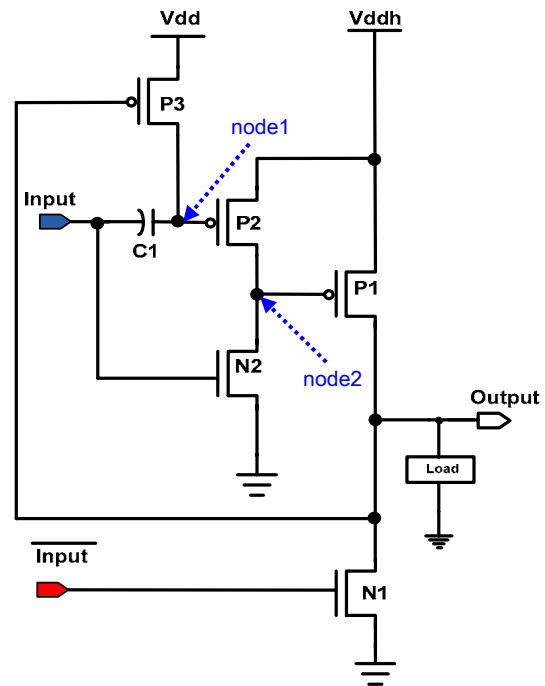 Vdd
Vddh
P3
node1
Input
P2
C1
P1
N2
node2
Output
Load
Input
N1